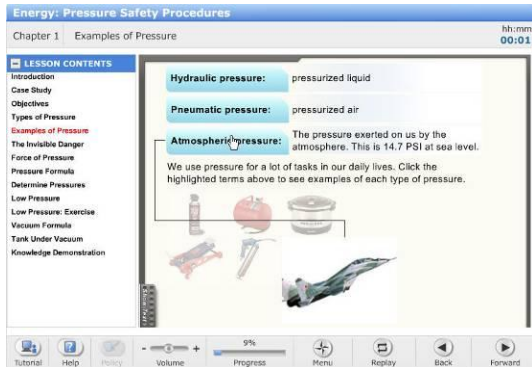 Energy: Pressure Safety Procedures
Chapter 1 Examples of Pressure
hh:mm
00:01
LESSON CONTENTS
Introduction
Case Study
Objectives
Types of Pressure
Examples of Pressure
The Invisible Danger
Force of Pressure
Pressure Formula
Determine Pressures
Low Pressure
Low Pressure: Exercise
Vacuum Formula
Tank Under Vacuum
Knowledge Demonstration
Hydraulic pressure: pressurized liquid
Pneumatic pressure: pressurized air
Atmospheric pressure: The pressure exerted on us by the
atmosphere. This is 14.7 PSI at sea level.
We use pressure for a lot of tasks in our daily lives. Click the
highlighted terms above to see examples of each type of pressure.
Show Text
- +
9%
Tutorial Help Policy Volume Progress Menu Replay Back Forward